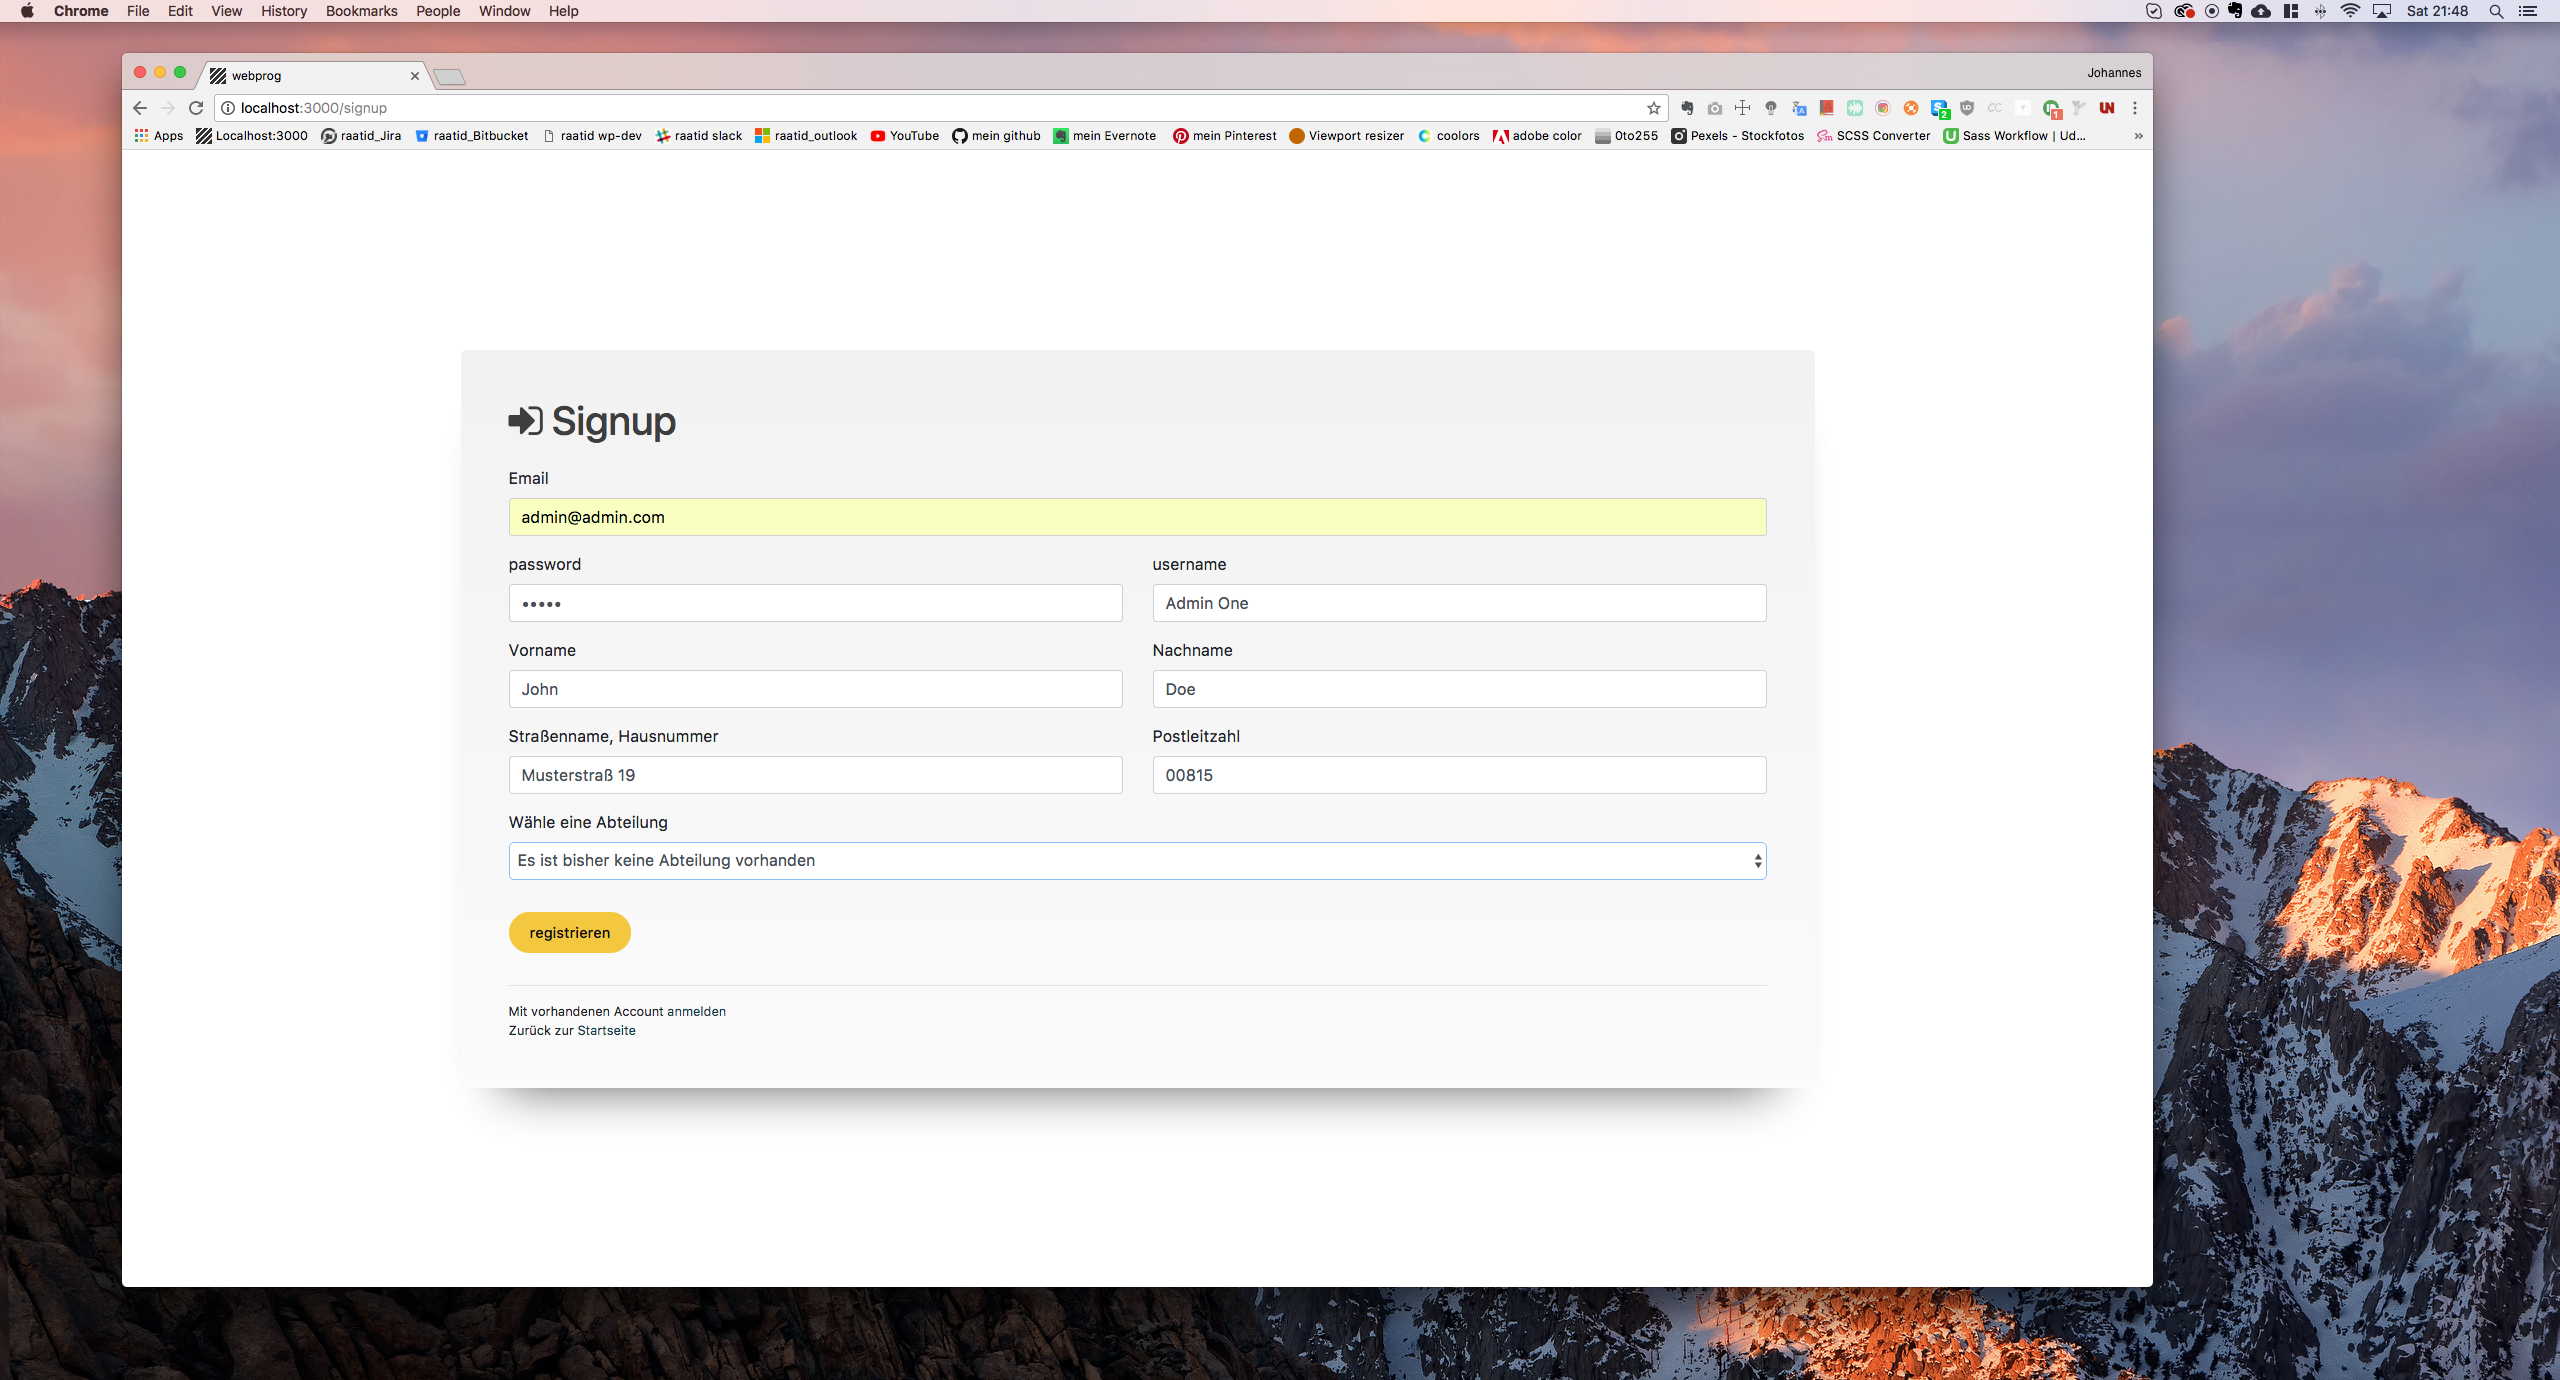 Chrome File Edit View History Bookmarks People Window Help Sat 21:48
webprog Johannes
localhost:3000/signup
Apps Localhost:3000 raatid_Jira raatid_Bitbucket raatid wp-dev raatid slack raatid_outlook YouTube mein github mein Evernote mein Pinterest Viewport resizer coolors adobe color 0to255 Pexels - Stockfotos SCSS Converter Sass Workflow | Ud... »
Signup
Email
admin@admin.com
password username
••••• Admin One
Vorname Nachname
John Doe
Straßenname, Hausnummer Postleitzahl
Musterstraß 19 00815
Wähle eine Abteilung
Es ist bisher keine Abteilung vorhanden
registrieren
Mit vorhandenen Account anmelden
Zurück zur Startseite